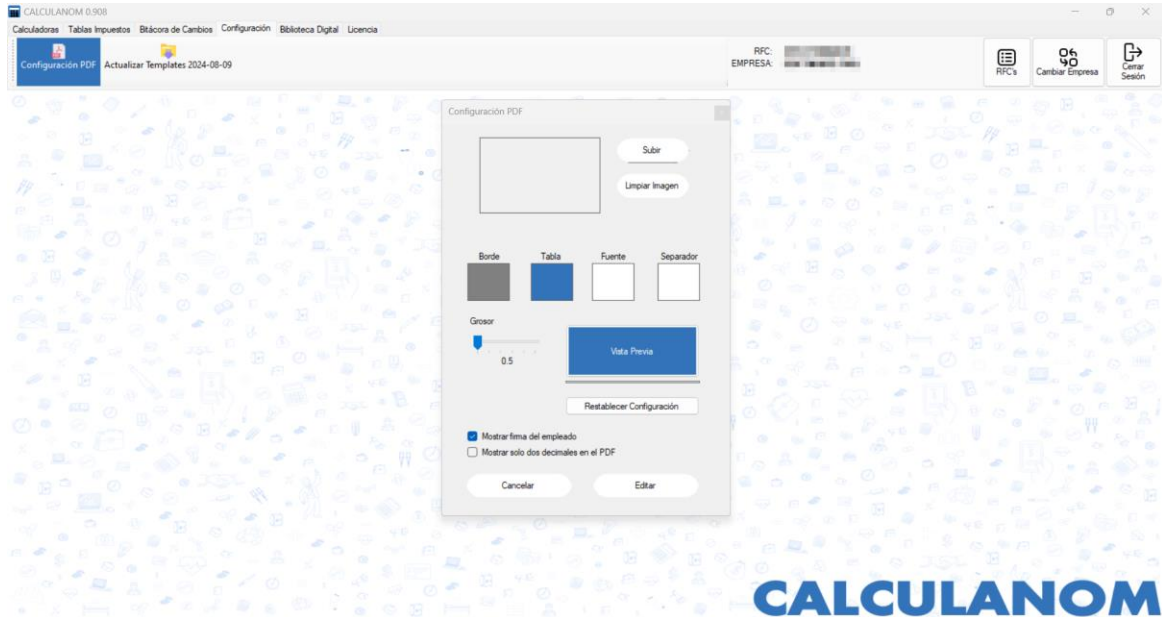 CALCULANOM 0.908
Calculadoras Tablas Impuestos Bitácora de Cambios Configuración Biblioteca Digital Licencia
Configuración PDF Actualizar Templates 2024-08-09
RFC:
EMPRESA:
RFC's Cambiar Empresa Cerrar Sesión
Configuración PDF
Subir
Limpiar Imagen
Borde Tabla Fuente Separador
Grosor
0.5
Vista Previa
Restablecer Configuración
Mostrar firma del empleado
Mostrar solo dos decimales en el PDF
Cancelar Editar
CALCULANOM